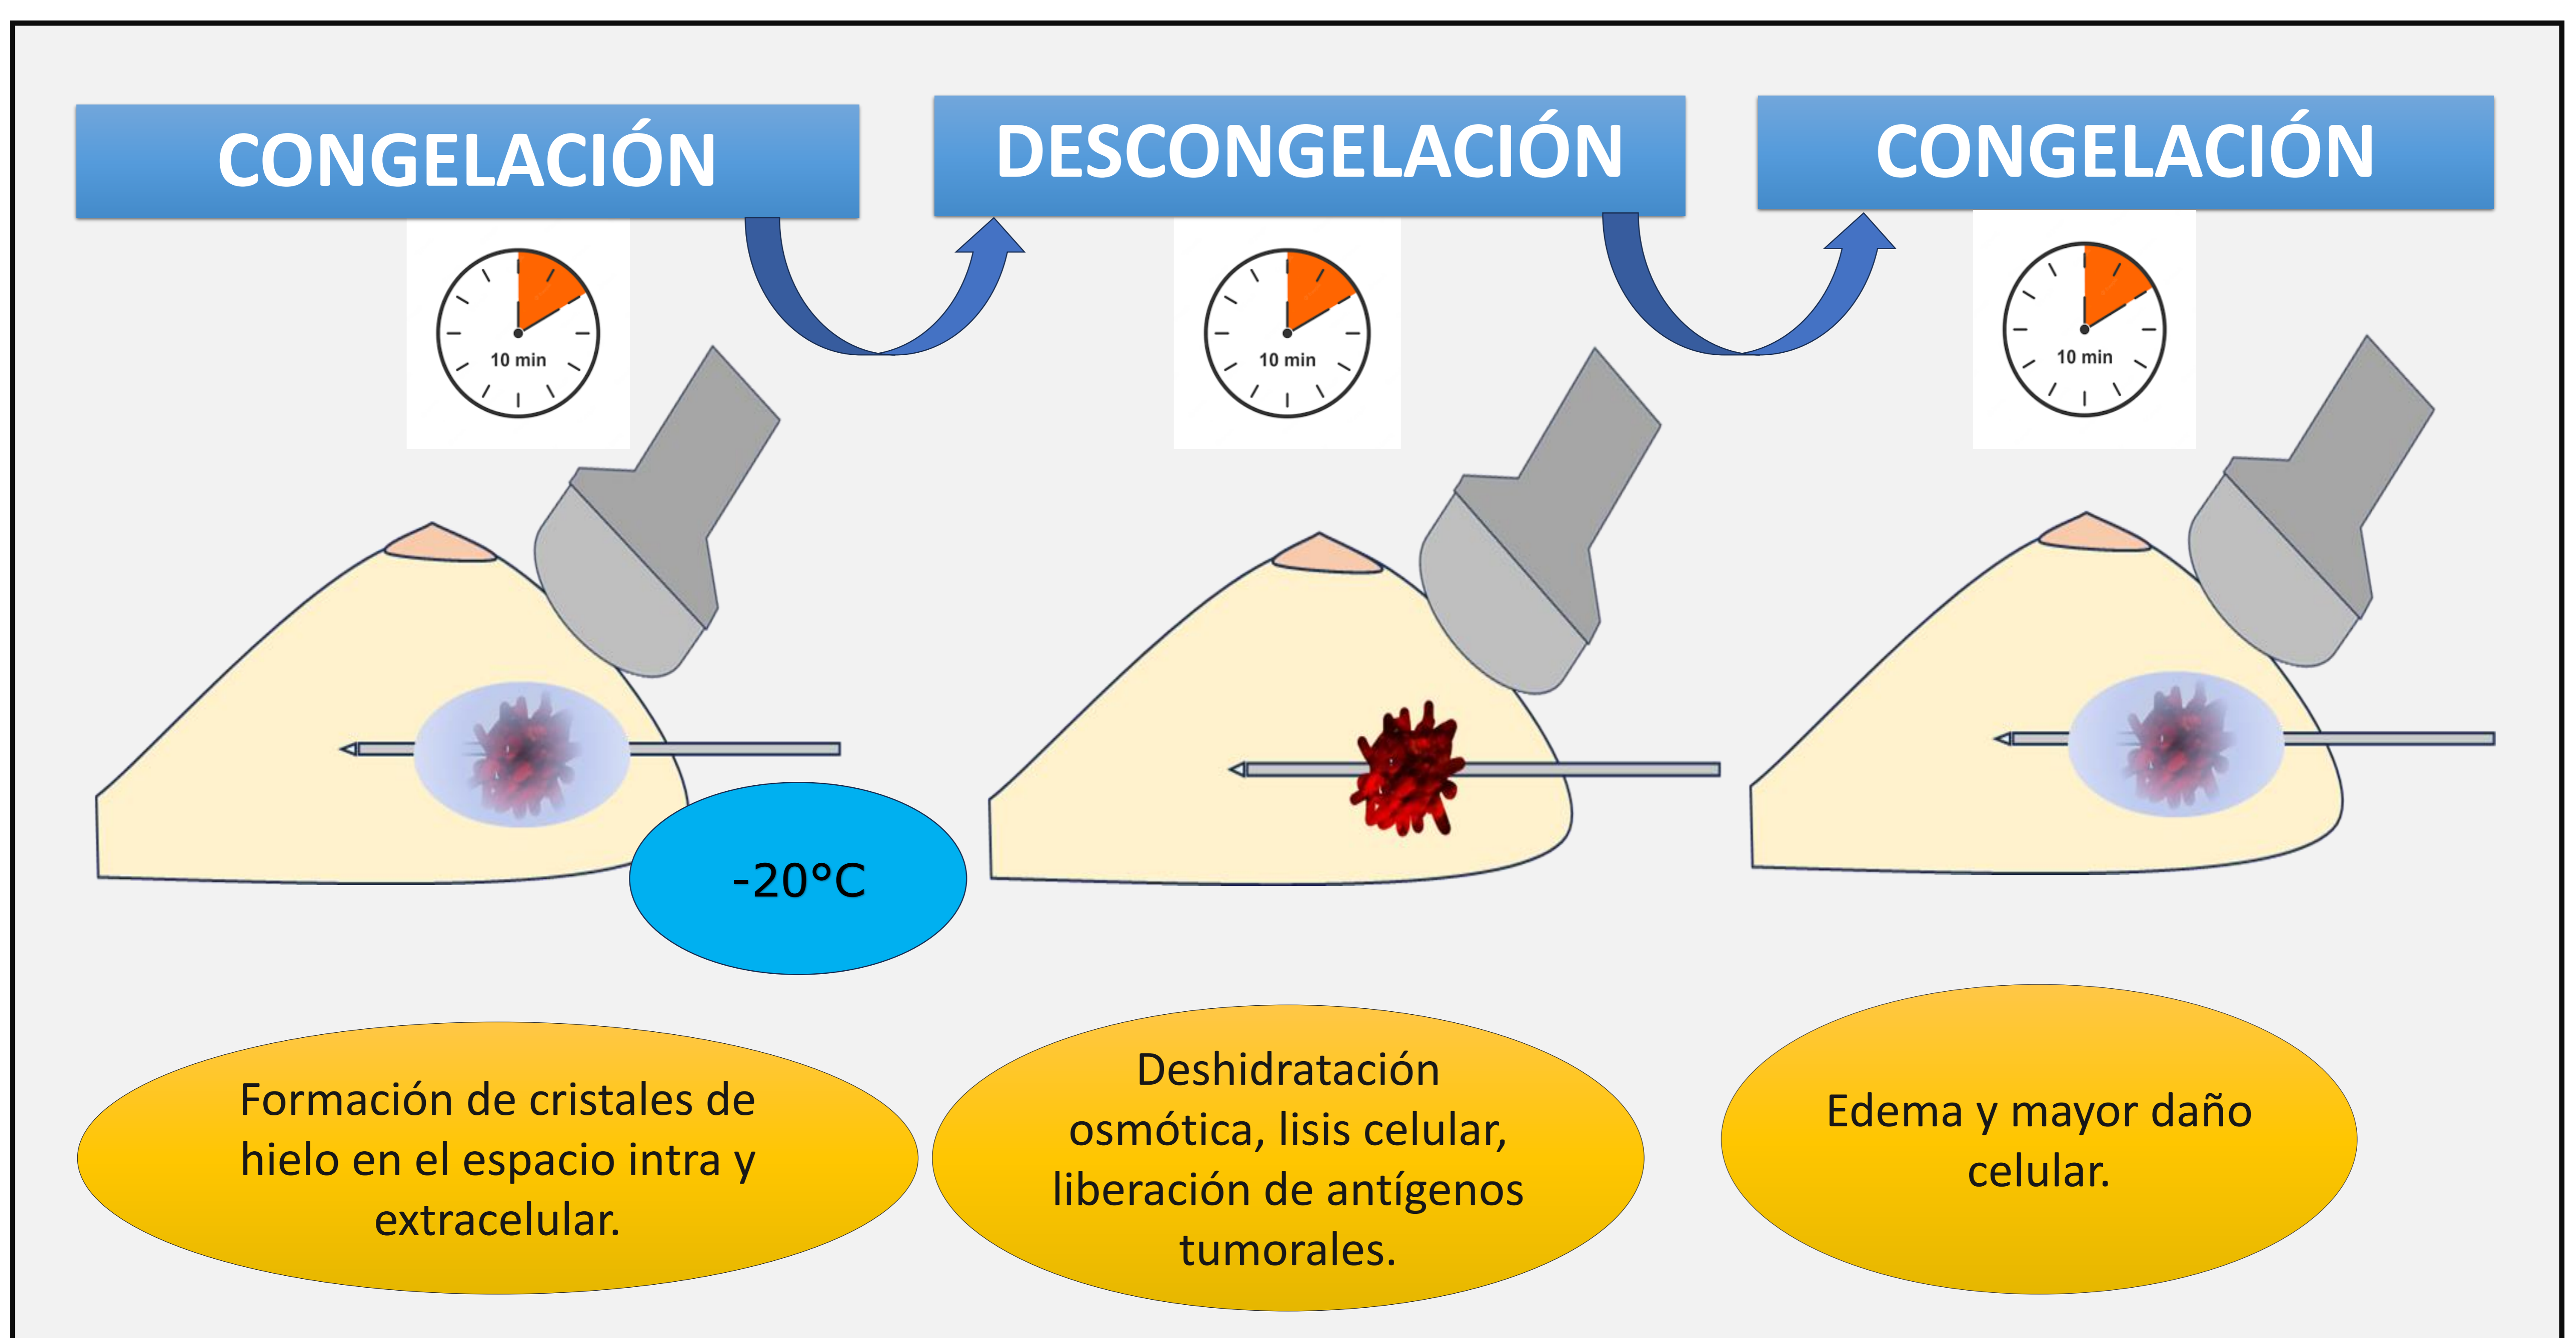 CONGELACIÓN
DESCONGELACIÓN
CONGELACIÓN
10 min
10 min
10 min
-20°C
Formación de cristales de
hielo en el espacio intra y
extracelular.
Deshidratación
osmótica, lisis celular,
liberación de antígenos
tumorales.
Edema y mayor daño
celular.